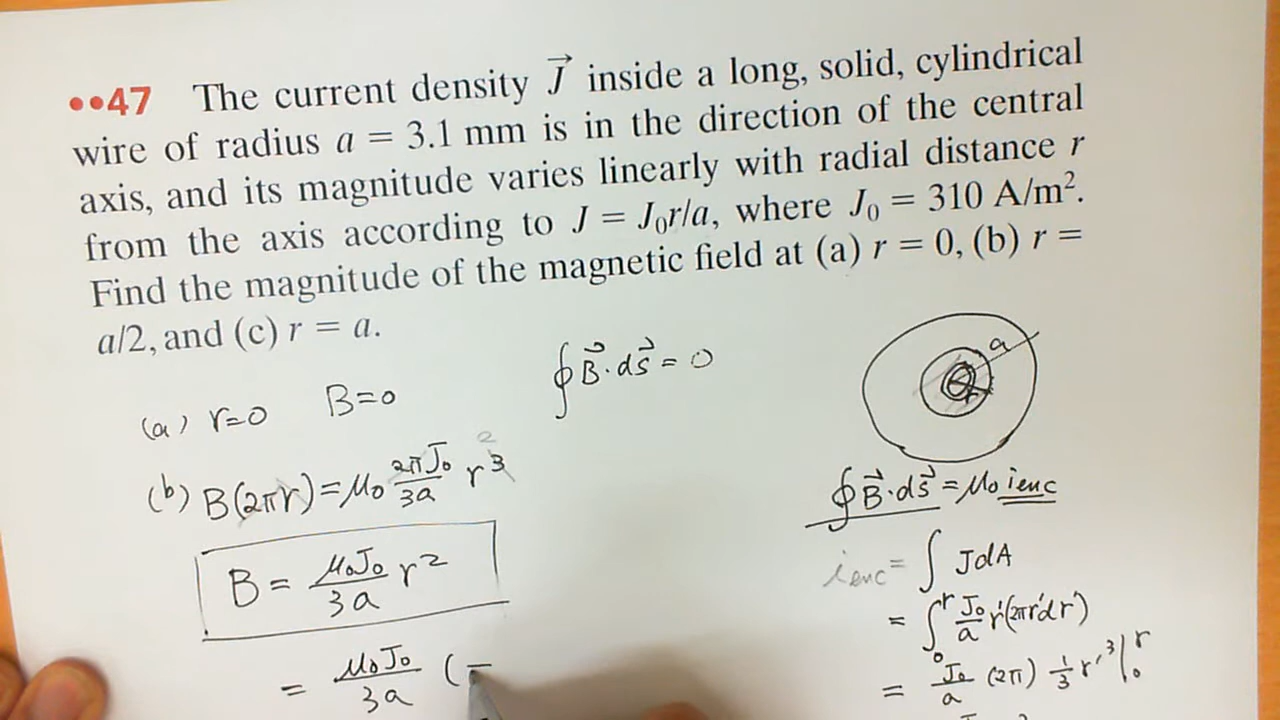 ••47 The current density J⃗ inside a long, solid, cylindrical
wire of radius a = 3.1 mm is in the direction of the central
axis, and its magnitude varies linearly with radial distance r
from the axis according to J = J₀r/a, where J₀ = 310 A/m².
Find the magnitude of the magnetic field at (a) r = 0, (b) r =
a/2, and (c) r = a.
∮B⃗·ds⃗ = 0
a
r
(a) r=0 B=0
(b) B(2πr) = μ₀ 2πJ₀/3a r³ 2
B = μ₀J₀/3a r²
= μ₀J₀/3a (
∮B⃗·ds⃗ = μ₀ ienc
ienc = ∫ J dA
= ∫₀ʳ J₀/a r'(2πr'dr')
= J₀/a (2π) 1/3 r'³|₀ʳ